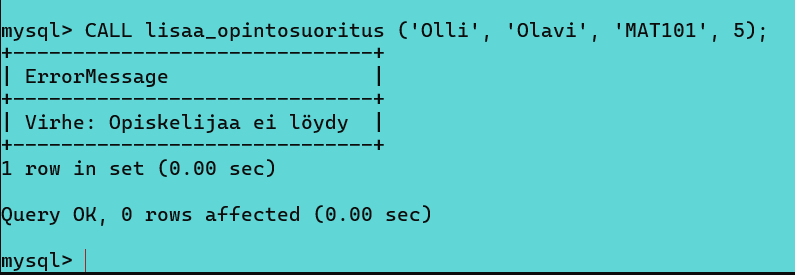 mysql> CALL lisaa_opintosuoritus ('Olli', 'Olavi', 'MAT101', 5);
+------------------------------+
| ErrorMessage                 |
+------------------------------+
| Virhe: Opiskelijaa ei löydy  |
+------------------------------+
1 row in set (0.00 sec)

Query OK, 0 rows affected (0.00 sec)

mysql>